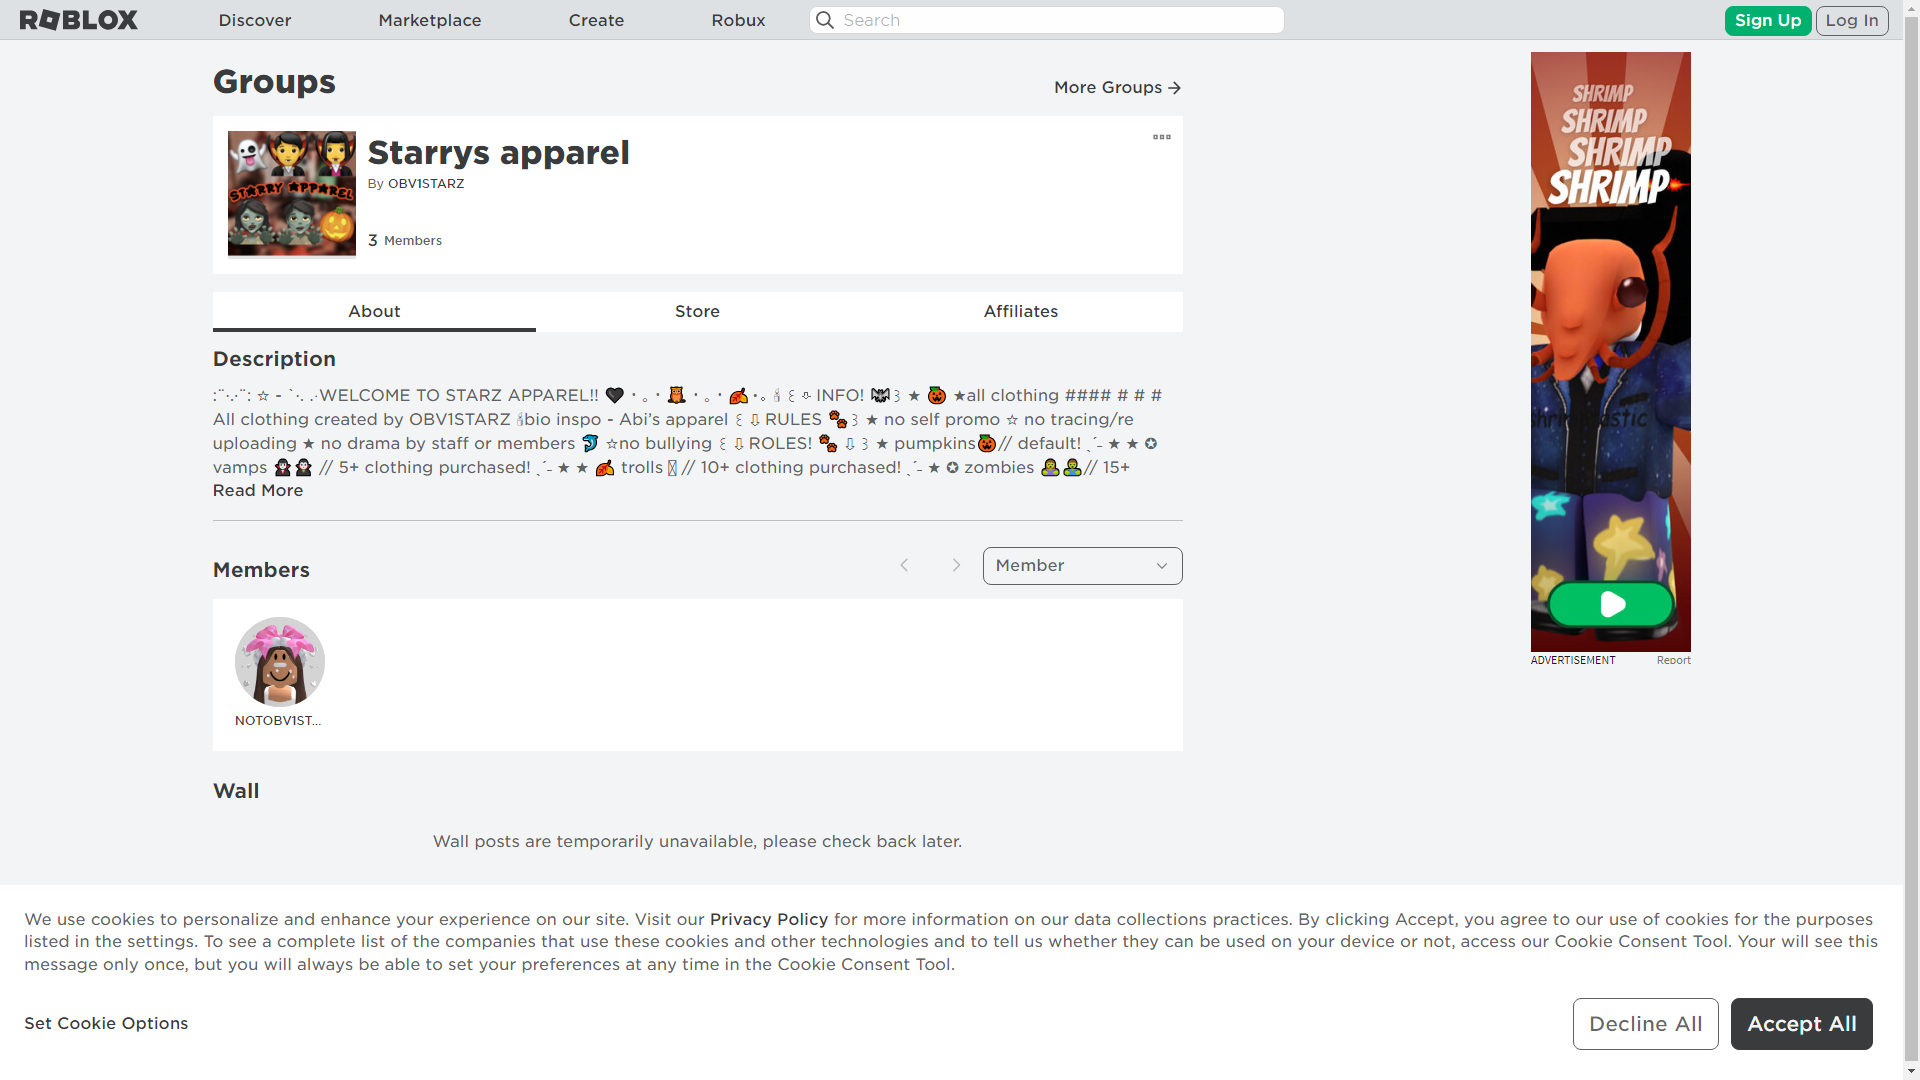 ROBLOX Discover Marketplace Create Robux Search Sign Up Log In
Groups
More Groups →
STARRY APPAREL
Starrys apparel
By OBV1STARZ
3 Members
About Store Affiliates
Description
:¨·.·¨: ☆ - `·. .·WELCOME TO STARZ APPAREL!! 🖤・。・🦉・。・🍂・。🕯꒰ ⇩ INFO! 🦇꒱ ★ 🎃 ★all clothing #### # # #
All clothing created by OBV1STARZ 🕯bio inspo - Abi’s apparel ꒰ ⇩ RULES 🐾꒱ ★ no self promo ☆ no tracing/re
uploading ★ no drama by staff or members 🐬 ☆no bullying ꒰ ⇩ ROLES! 🐾 ⇩ ꒱ ★ pumpkins🎃// default! ˏˊ˗ ★ ★ ✪
vamps 🧛🏻‍♀️🧛🏻‍♂️ // 5+ clothing purchased! ˏˊ˗ ★ ★ 🍂 trolls 🧌 // 10+ clothing purchased! ˏˊ˗ ★ ✪ zombies 🧟‍♀️🧟‍♂️// 15+
Read More
Members
Member
NOTOBV1ST...
Wall
Wall posts are temporarily unavailable, please check back later.
SHRIMP
SHRIMP
SHRIMP
SHRIMP
ADVERTISEMENT Report
We use cookies to personalize and enhance your experience on our site. Visit our Privacy Policy for more information on our data collections practices. By clicking Accept, you agree to our use of cookies for the purposes
listed in the settings. To see a complete list of the companies that use these cookies and other technologies and to tell us whether they can be used on your device or not, access our Cookie Consent Tool. Your will see this
message only once, but you will always be able to set your preferences at any time in the Cookie Consent Tool.
Set Cookie Options
Decline All
Accept All